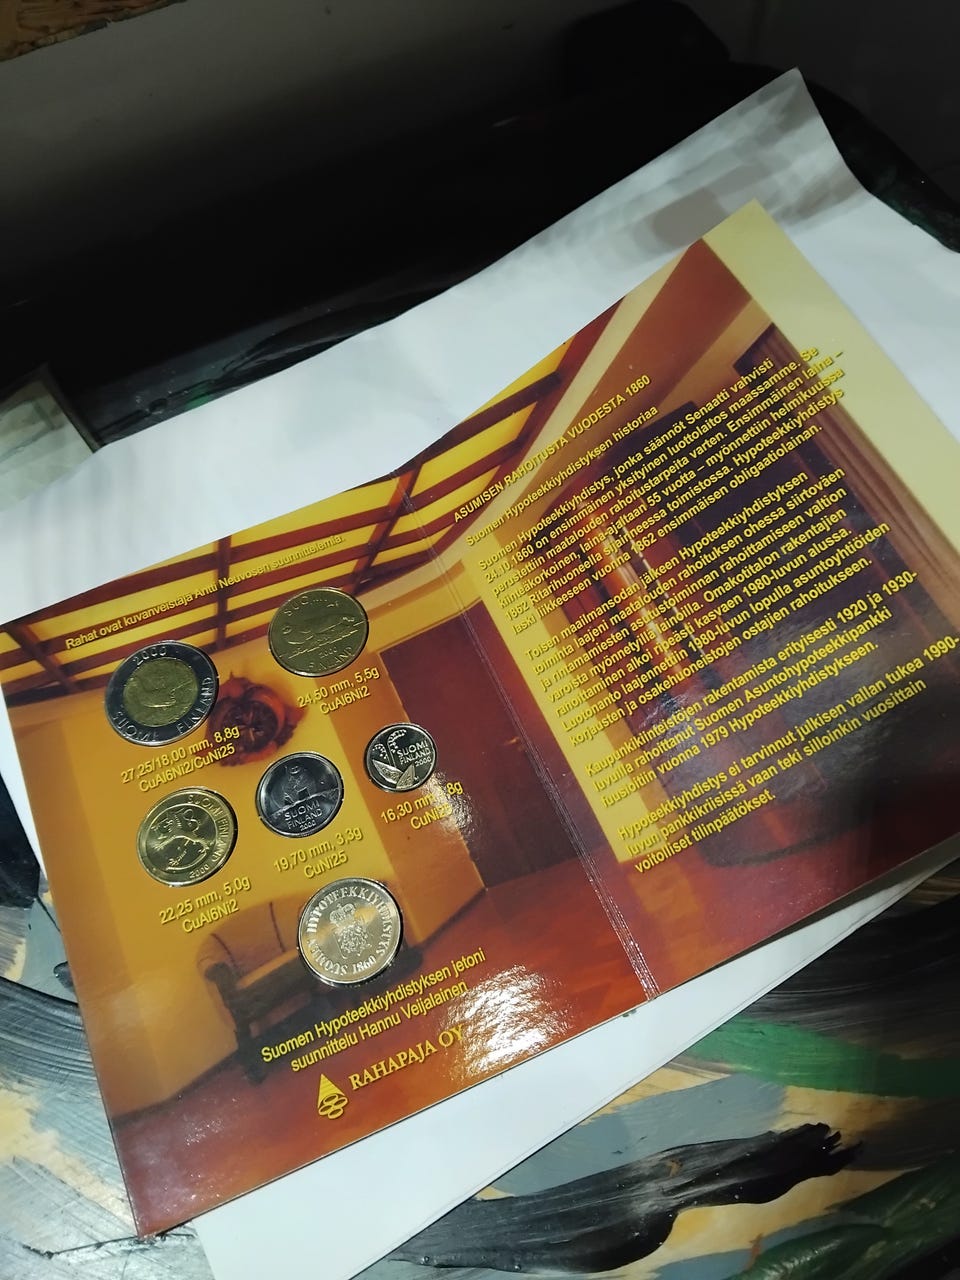 Rahat ovat kuvanveistäjä Antti Neuvosen suunnittelemia.
2000
SUOMI FINLAND
27,25/18,00 mm, 8,8g
CuAl6Ni2/CuNi25
SUOMI
2000
FINLAND
24,50 mm, 5,5g
CuAl6Ni2
SUOMI FINLAND
2000
22,25 mm, 5,0g
CuAl6Ni2
SUOMI
FINLAND
2000
19,70 mm, 3,3g
CuNi25
SUOMI
FINLAND
2000
16,30 mm,
SUOMEN HYPOTEEKKIYHDISTYS
1860
Suomen Hypoteekkiyhdistyksen jetoni
suunnittelu Hannu Veijalainen
RAHAPAJA OY
ASUMISEN RAHOITUSTA VUODESTA 1860
Suomen Hypoteekkiyhdistyksen historiaa
Suomen Hypoteekkiyhdistys, jonka säännöt Senaatti vahvisti
24.10.1860 on ensimmäinen yksityinen luottolaitos maassamme. Se
perustettiin maatalouden rahoitustarpeita varten. Ensimmäinen laina –
kiinteäkorkoinen, laina-ajaltaan 55 vuotta – myönnettiin helmikuussa
1862 Ritarihuoneella sijainneessa toimistossa. Hypoteekkiyhdistys
laski liikkeeseen vuonna 1862 ensimmäisen obligaatiolainan.
Toisen maailmansodan jälkeen Hypoteekkiyhdistyksen
toiminta laajeni maatalouden rahoituksen ohessa siirtoväen
ja rintamamiesten asutustoiminnan rahoittamiseen valtion
varoista myönnetyillä lainoilla. Omakotitalon rakentajien
rahoittaminen alkoi ripeästi kasvaen 1980-luvun alussa.
Luotonanto laajennettiin 1980-luvun lopulla asuntoyhtiöiden
korjausten ja osakehuoneistojen ostajien rahoitukseen.
Kaupunkikiinteistöjen rakentamista erityisesti 1920 ja 1930-
luvuilla rahoittanut Suomen Asuntohypoteekkipankki
fuusioitiin vuonna 1979 Hypoteekkiyhdistykseen.
Hypoteekkiyhdistys ei tarvinnut julkisen vallan tukea 1990-
luvun pankkikriisissä vaan teki silloinkin vuosittain
voitolliset tilinpäätökset.